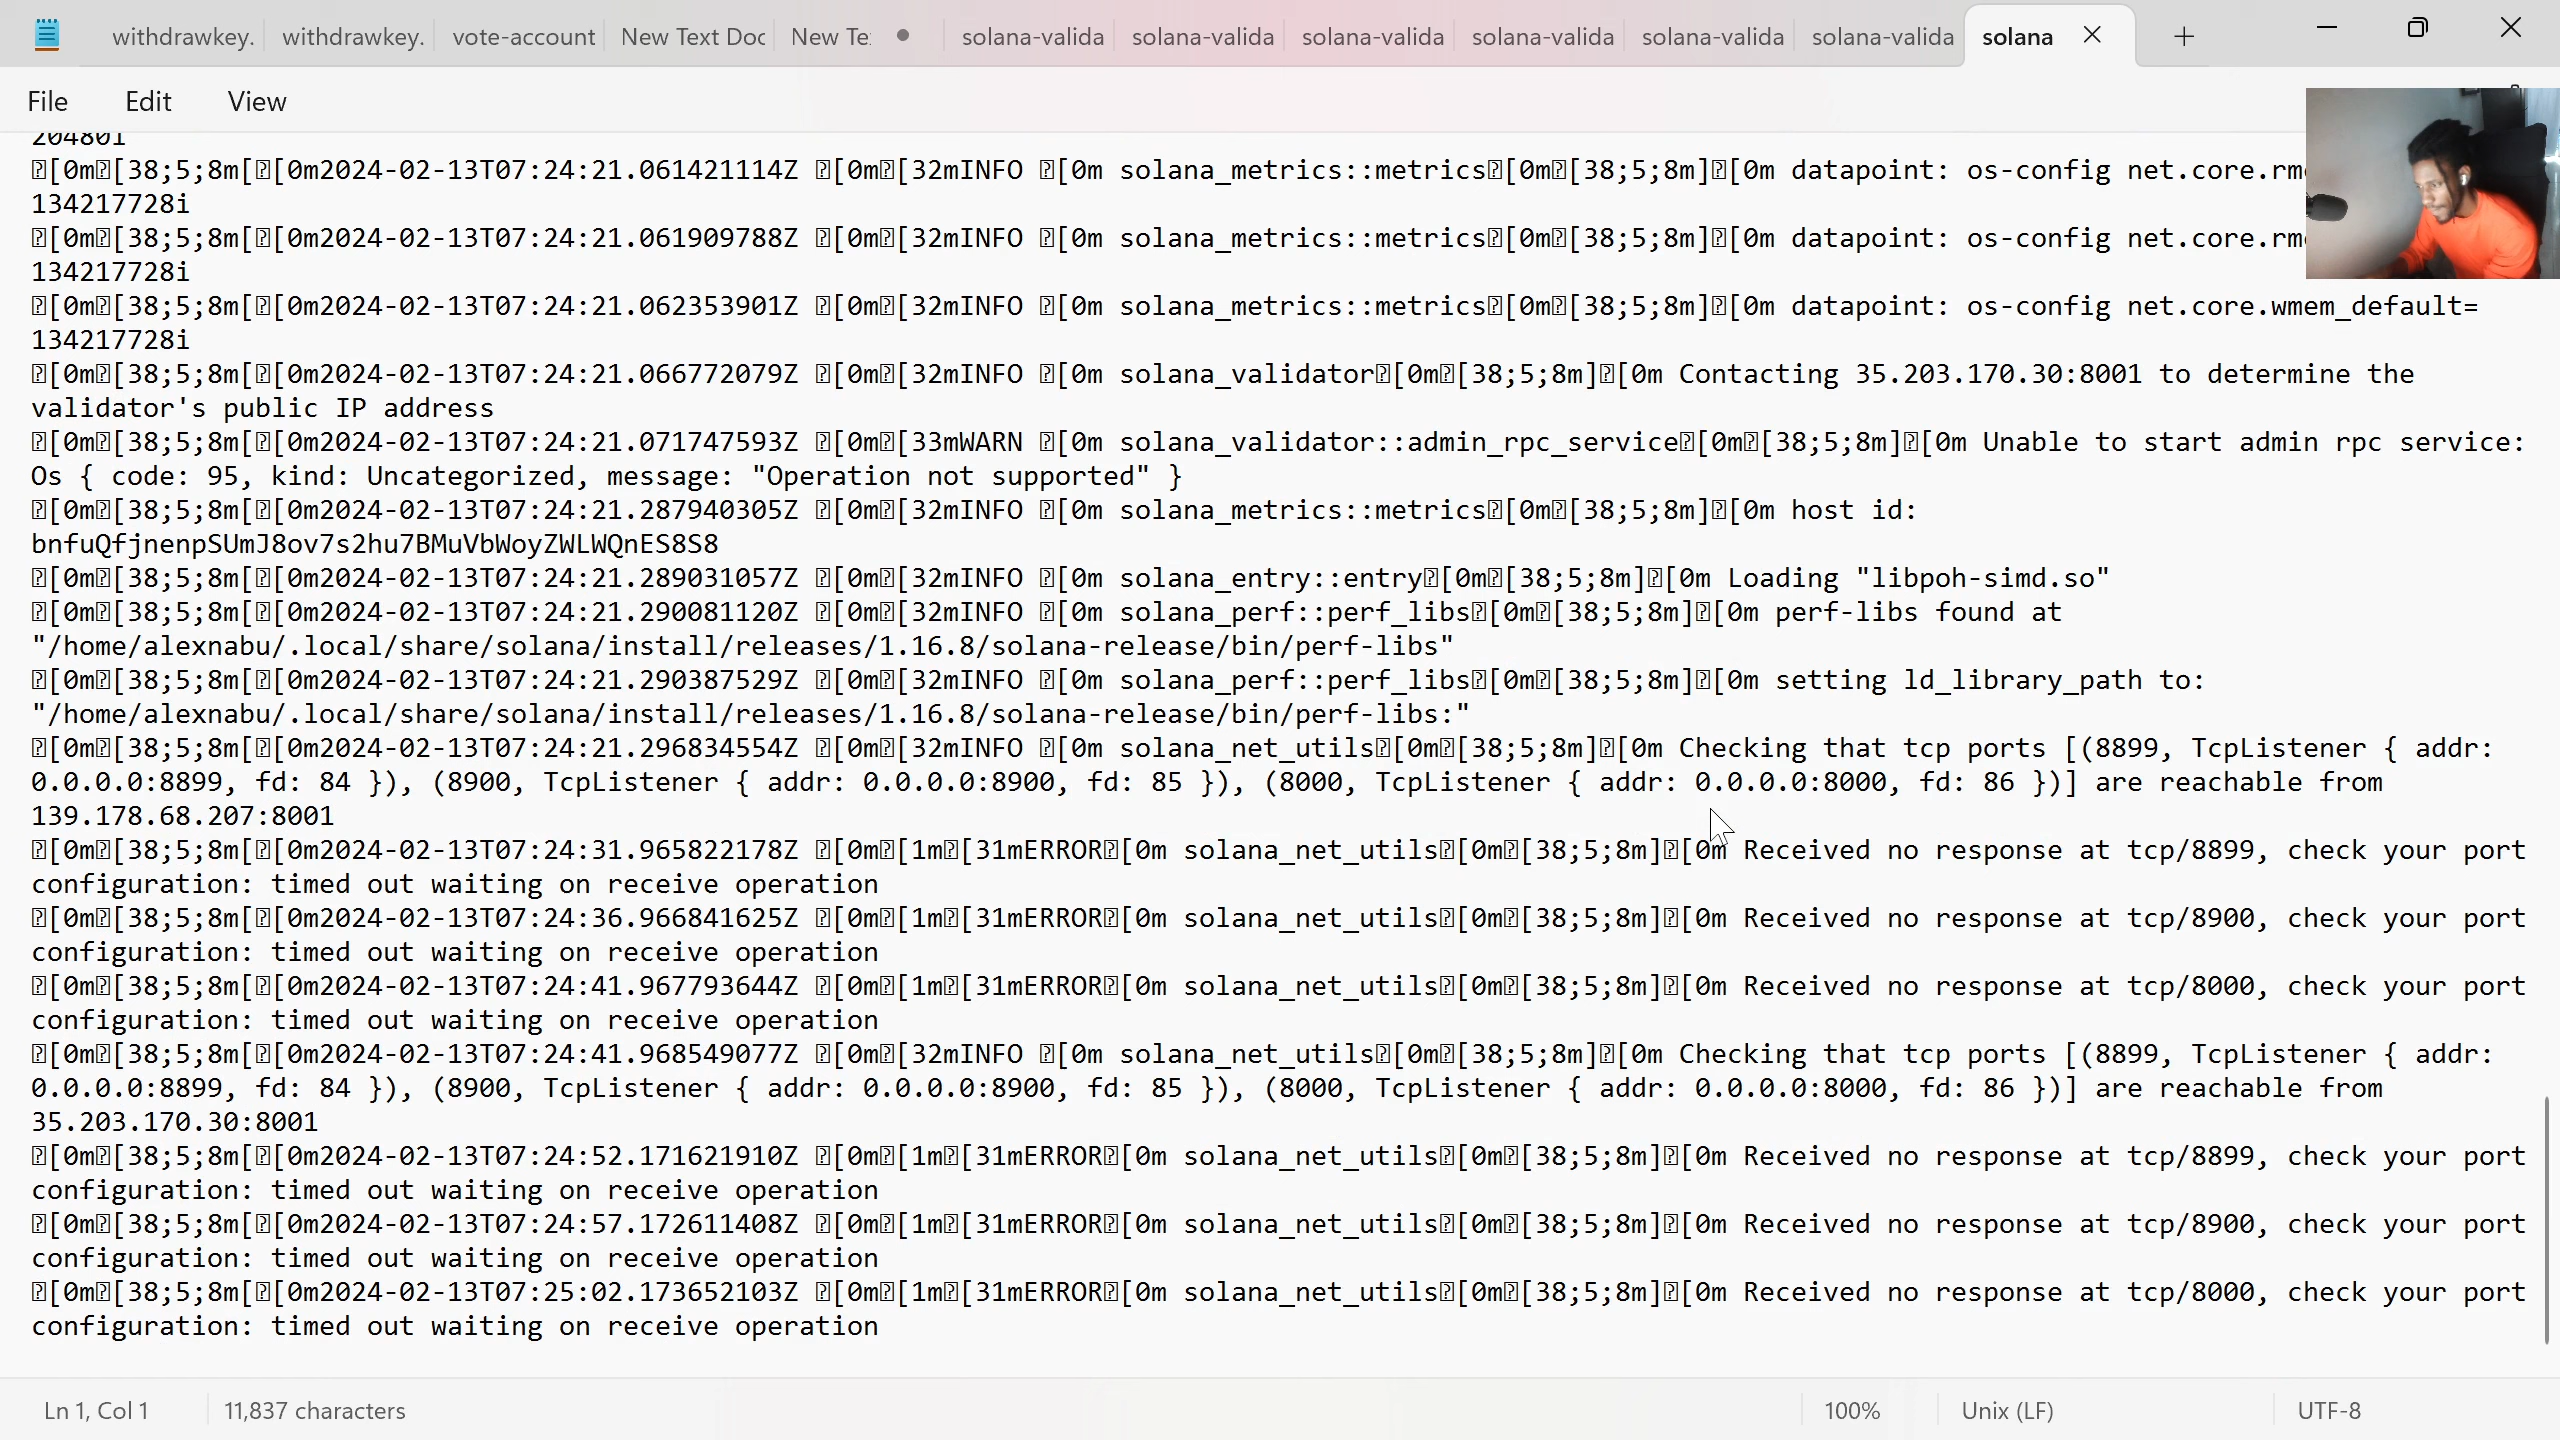 withdrawkey. withdrawkey. vote-account New Text Doc New Te: solana-valida solana-valida solana-valida solana-valida solana-valida solana-valida solana
File Edit View
204801
[0m[38;5;8m[[0m2024-02-13T07:24:21.061421114Z [0m[32mINFO [0m solana_metrics::metrics[0m[38;5;8m][0m datapoint: os-config
134217728i
[0m[38;5;8m[[0m2024-02-13T07:24:21.061909788Z [0m[32mINFO [0m solana_metrics::metrics[0m[38;5;8m][0m datapoint: os-config
134217728i
[0m[38;5;8m[[0m2024-02-13T07:24:21.062353901Z [0m[32mINFO [0m solana_metrics::metrics[0m[38;5;8m][0m datapoint: os-config net.core.wmem_default=
134217728i
[0m[38;5;8m[[0m2024-02-13T07:24:21.066772079Z [0m[32mINFO [0m solana_validator[0m[38;5;8m][0m Contacting 35.203.170.30:8001 to determine the
validator's public IP address
[0m[38;5;8m[[0m2024-02-13T07:24:21.071747593Z [0m[33mWARN [0m solana_validator::admin_rpc_service[0m[38;5;8m][0m Unable to start admin rpc service:
Os { code: 95, kind: Uncategorized, message: "Operation not supported" }
[0m[38;5;8m[[0m2024-02-13T07:24:21.287940305Z [0m[32mINFO [0m solana_metrics::metrics[0m[38;5;8m][0m host id:
bnfuQfjnenpSUmJ8ov7s2hu7BMuVbWoyZWLWQnES8S8
[0m[38;5;8m[[0m2024-02-13T07:24:21.289031057Z [0m[32mINFO [0m solana_entry::entry[0m[38;5;8m][0m Loading "libpoh-simd.so"
[0m[38;5;8m[[0m2024-02-13T07:24:21.290081120Z [0m[32mINFO [0m solana_perf::perf_libs[0m[38;5;8m][0m perf-libs found at
"/home/alexnabu/.local/share/solana/install/releases/1.16.8/solana-release/bin/perf-libs"
[0m[38;5;8m[[0m2024-02-13T07:24:21.290387529Z [0m[32mINFO [0m solana_perf::perf_libs[0m[38;5;8m][0m setting ld_library_path to:
"/home/alexnabu/.local/share/solana/install/releases/1.16.8/solana-release/bin/perf-libs:"
[0m[38;5;8m[[0m2024-02-13T07:24:21.296834554Z [0m[32mINFO [0m solana_net_utils[0m[38;5;8m][0m Checking that tcp ports [(8899, TcpListener { addr:
0.0.0.0:8899, fd: 84 }), (8900, TcpListener { addr: 0.0.0.0:8900, fd: 85 }), (8000, TcpListener { addr: 0.0.0.0:8000, fd: 86 })] are reachable from
139.178.68.207:8001
[0m[38;5;8m[[0m2024-02-13T07:24:31.965822178Z [0m[1m[31mERROR[0m solana_net_utils[0m[38;5;8m][0m Received no response at tcp/8899, check your port
configuration: timed out waiting on receive operation
[0m[38;5;8m[[0m2024-02-13T07:24:36.966841625Z [0m[1m[31mERROR[0m solana_net_utils[0m[38;5;8m][0m Received no response at tcp/8900, check your port
configuration: timed out waiting on receive operation
[0m[38;5;8m[[0m2024-02-13T07:24:41.967793644Z [0m[1m[31mERROR[0m solana_net_utils[0m[38;5;8m][0m Received no response at tcp/8000, check your port
configuration: timed out waiting on receive operation
[0m[38;5;8m[[0m2024-02-13T07:24:41.968549077Z [0m[32mINFO [0m solana_net_utils[0m[38;5;8m][0m Checking that tcp ports [(8899, TcpListener { addr:
0.0.0.0:8899, fd: 84 }), (8900, TcpListener { addr: 0.0.0.0:8900, fd: 85 }), (8000, TcpListener { addr: 0.0.0.0:8000, fd: 86 })] are reachable from
35.203.170.30:8001
[0m[38;5;8m[[0m2024-02-13T07:24:52.171621910Z [0m[1m[31mERROR[0m solana_net_utils[0m[38;5;8m][0m Received no response at tcp/8899, check your port
configuration: timed out waiting on receive operation
[0m[38;5;8m[[0m2024-02-13T07:24:57.172611408Z [0m[1m[31mERROR[0m solana_net_utils[0m[38;5;8m][0m Received no response at tcp/8900, check your port
configuration: timed out waiting on receive operation
[0m[38;5;8m[[0m2024-02-13T07:25:02.173652103Z [0m[1m[31mERROR[0m solana_net_utils[0m[38;5;8m][0m Received no response at tcp/8000, check your port
configuration: timed out waiting on receive operation
Ln 1, Col 1 11,837 characters 100% Unix (LF) UTF-8